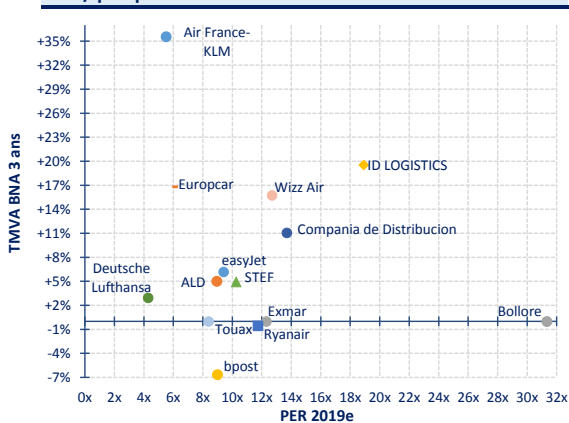 +35%
Air France-
KLM
+32%
+29%
+26%
+23%
+20%
ID LOGISTICS
+17%
Europcar
Wizz Air
+14%
+11%
Compania de Distribucion
+8%
easyJet
Deutsche
Lufthansa
+5%
ALD
STEF
+2%
Exmar
Bollore
-1%
Touax
Ryanair
-4%
bpost
-7%
TMVA BNA 3 ans
0x 2x 4x 6x 8x 10x 12x 14x 16x 18x 20x 22x 24x 26x 28x 30x 32x
PER 2019e